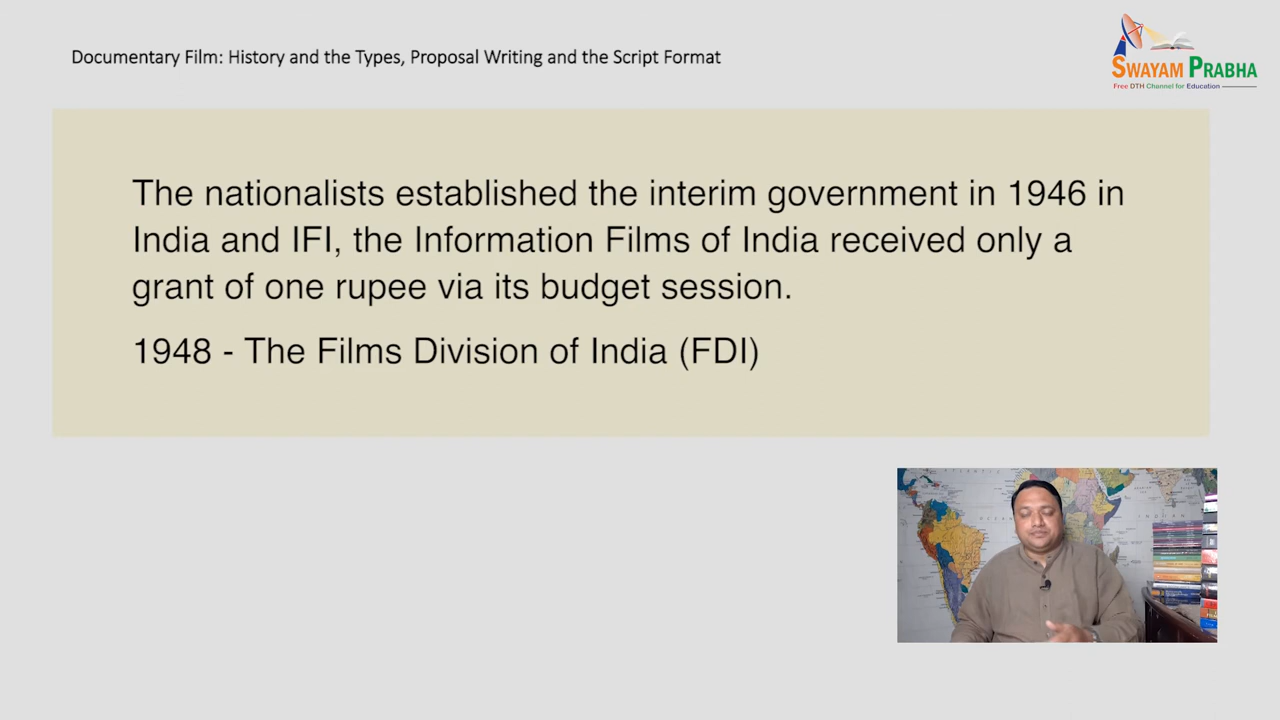 Documentary Film: History and the Types, Proposal Writing and the Script Format
SWAYAM PRABHA
Free DTH Channel for Education
The nationalists established the interim government in 1946 in
India and IFI, the Information Films of India received only a
grant of one rupee via its budget session.
1948 - The Films Division of India (FDI)